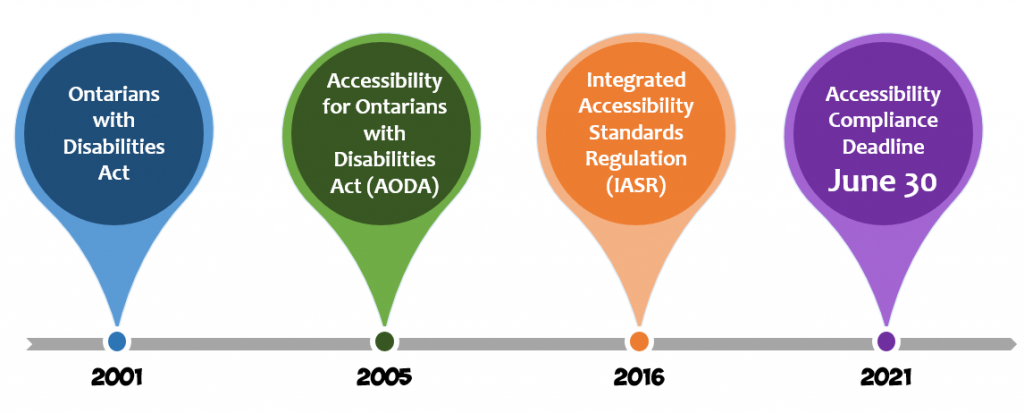 Ontarians
with
Disabilities
Act
Accessibility
for Ontarians
with
Disabilities
Act (AODA)
Integrated
Accessibility
Standards
Regulation
(IASR)
Accessibility
Compliance
Deadline
June 30
2001
2005
2016
2021